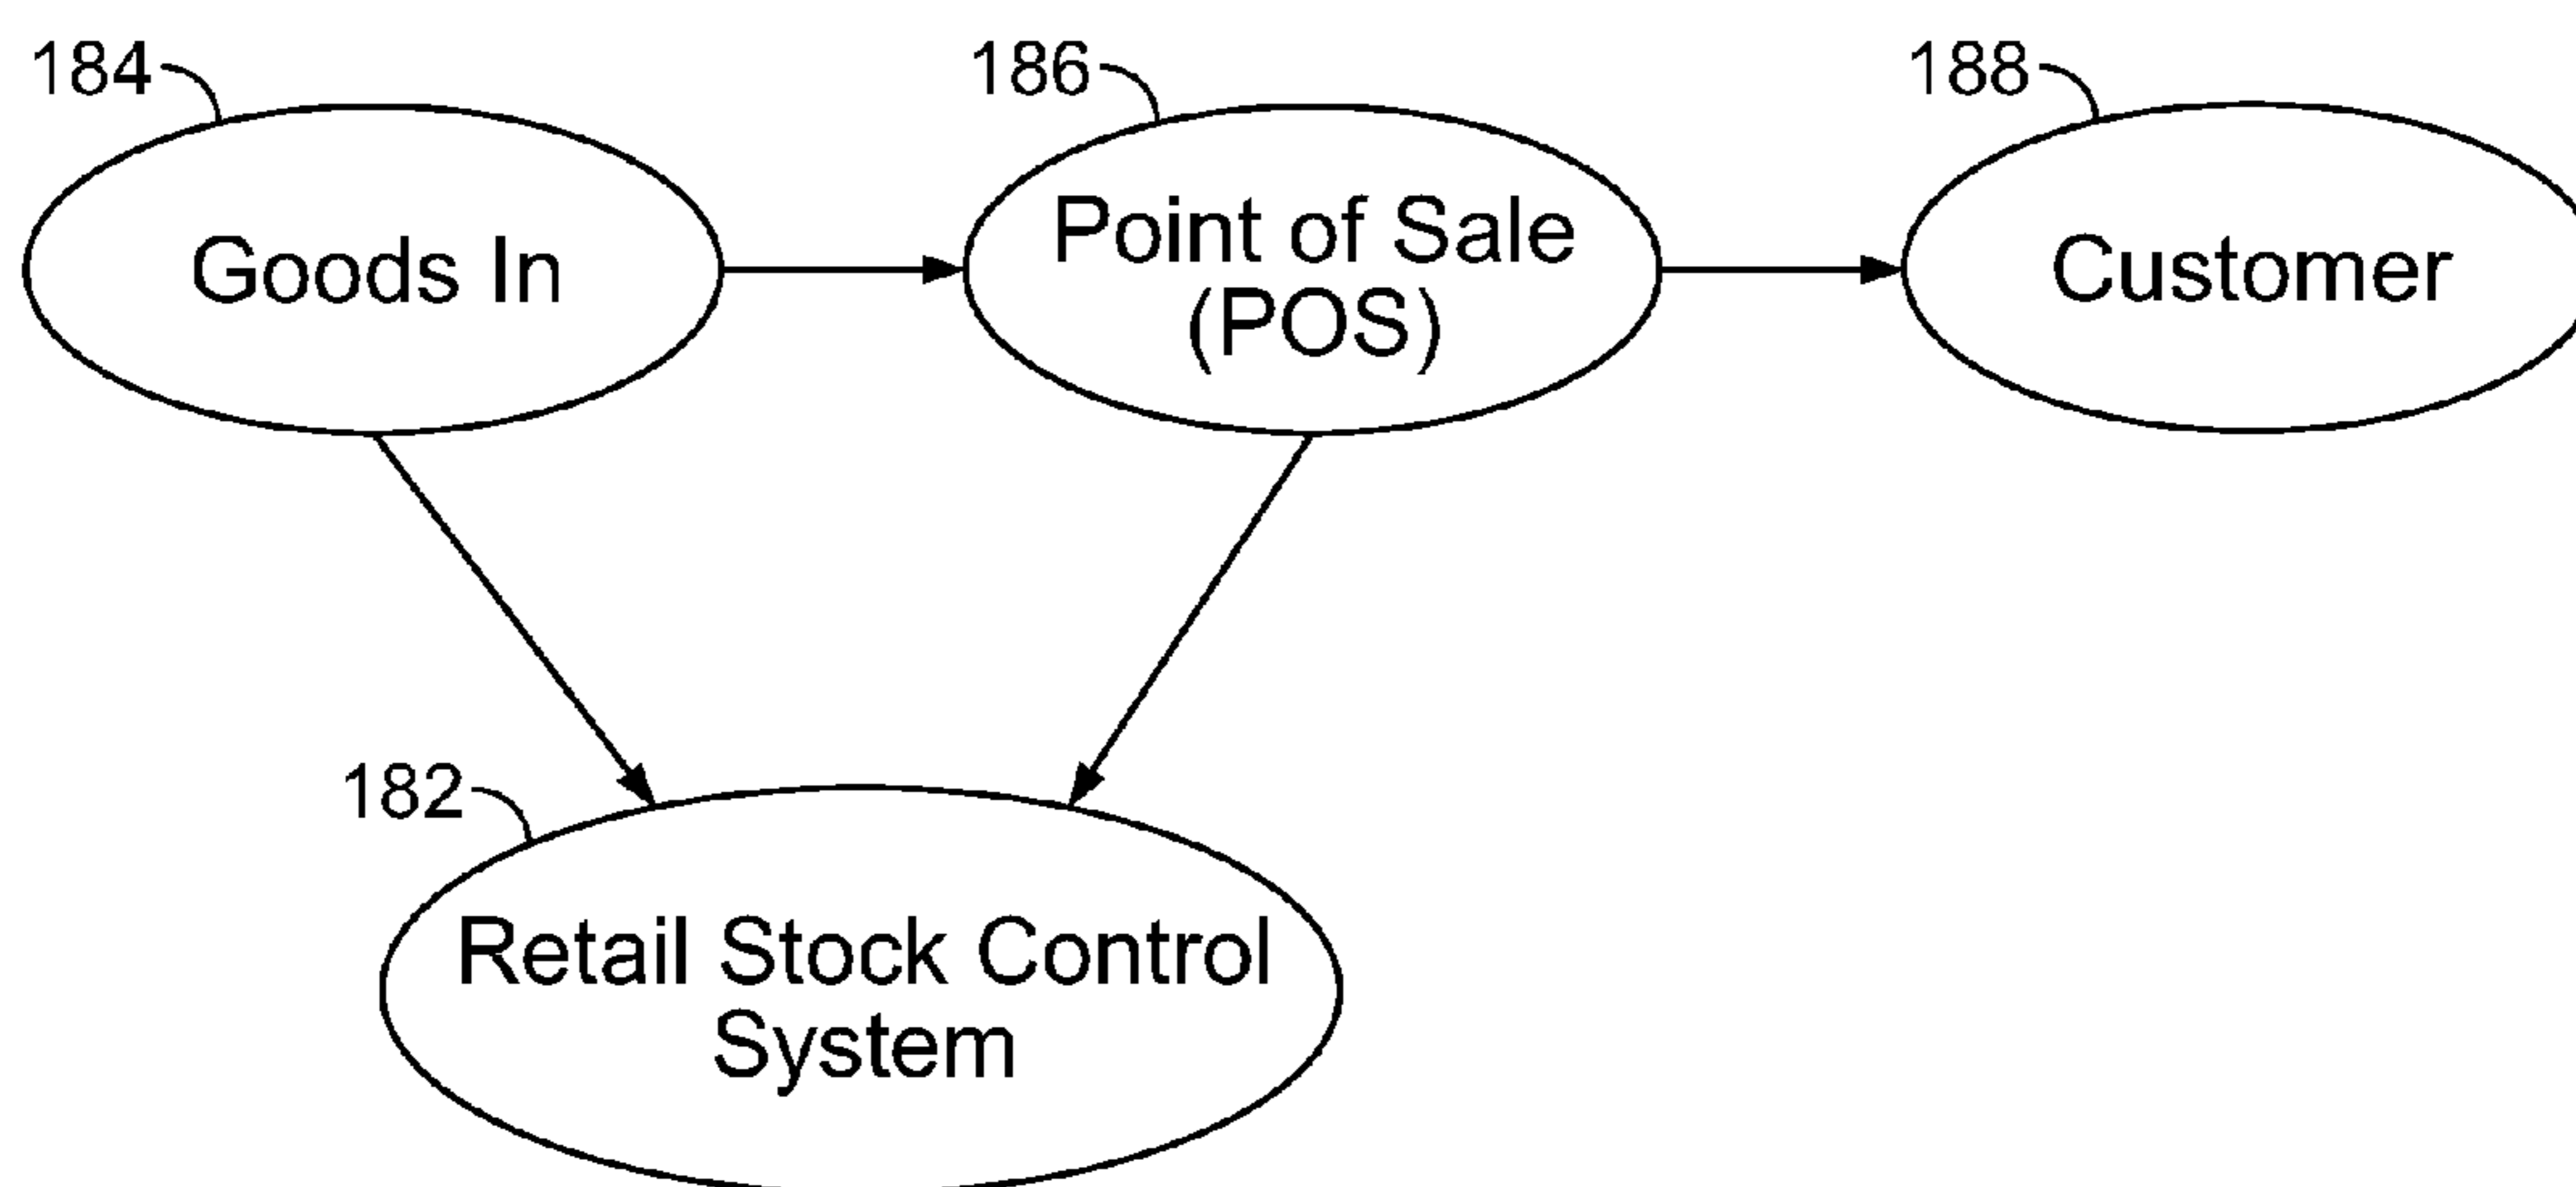 184
186
188
Goods In
Point of Sale
(POS)
Customer
182
Retail Stock Control
System